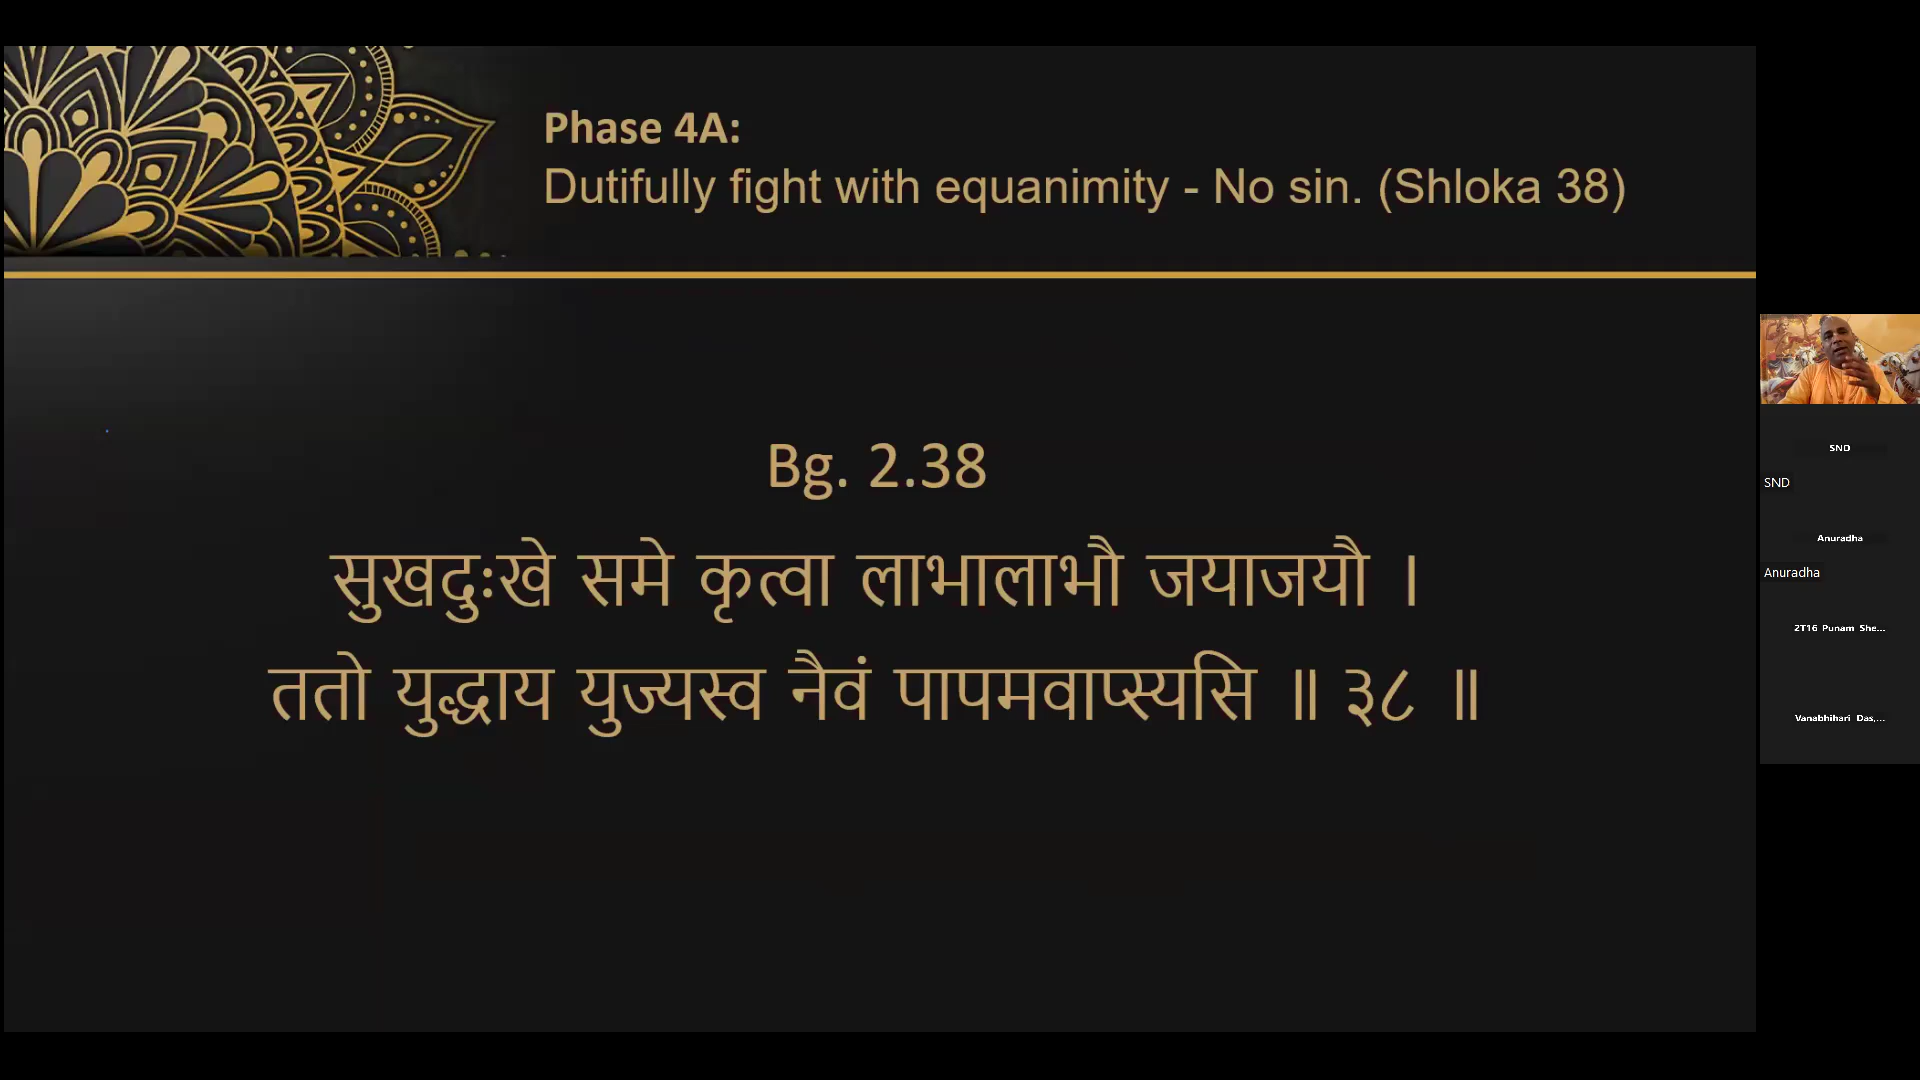 Phase 4A:
Dutifully fight with equanimity - No sin. (Shloka 38)
Bg. 2.38
सुखदुःखे समे कृत्वा लाभालाभौ जयाजयौ ।
ततो युद्धाय युज्यस्व नैवं पापमवाप्स्यसि ॥ ३८ ॥
SND
SND
Anuradha
Anuradha
2T16 Punam She...
Vanabhihari Das,...